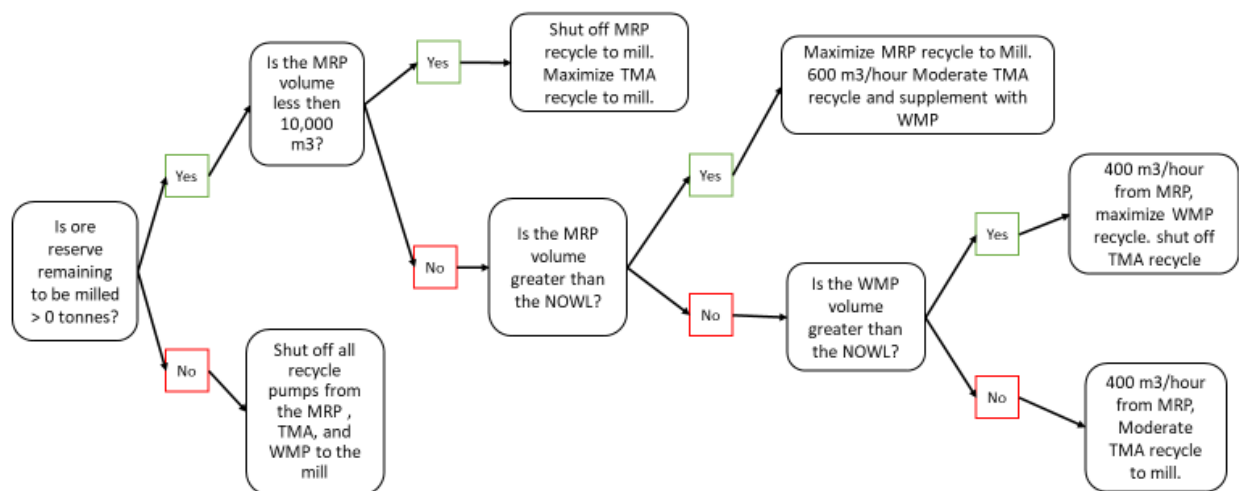 Is ore
reserve
remaining
to be milled
> 0 tonnes?
Yes
No
Is the MRP
volume
less then
10,000
m3?
Shut off all
recycle
pumps from
the MRP ,
TMA, and
WMP to the
mill
Yes
No
Shut off MRP
recycle to mill.
Maximize TMA
recycle to mill.
Is the MRP
volume
greater than
the NOWL?
Yes
No
Maximize MRP recycle to Mill.
600 m3/hour Moderate TMA
recycle and supplement with
WMP
Is the WMP
volume
greater than
the NOWL?
Yes
No
400 m3/hour
from MRP,
maximize WMP
recycle. shut off
TMA recycle
400 m3/hour
from MRP,
Moderate
TMA recycle
to mill.